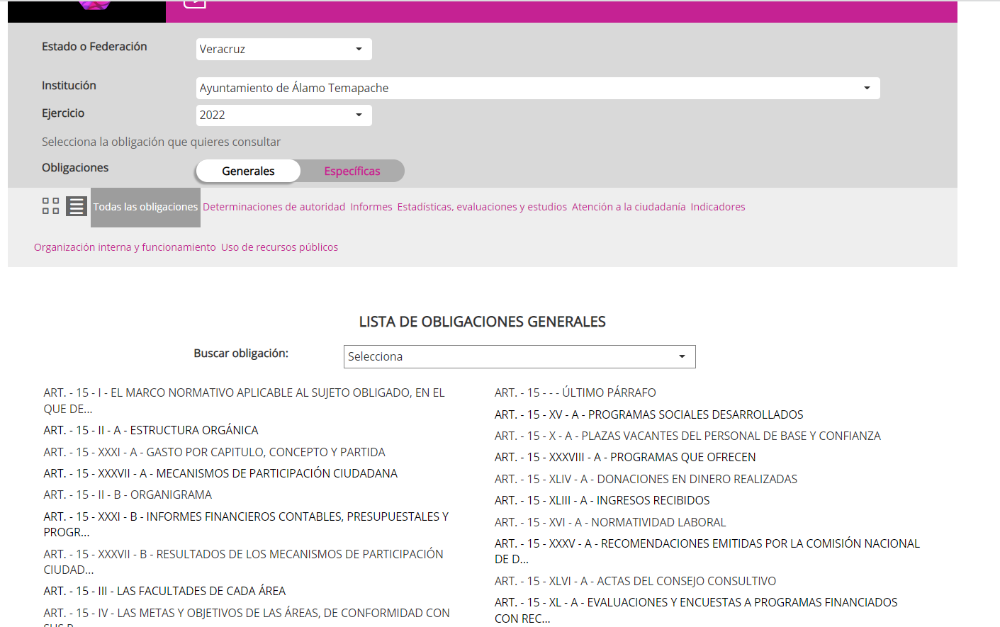 Estado o Federación
Veracruz
Institución
Ayuntamiento de Álamo Temapache
Ejercicio
2022
Selecciona la obligación que quieres consultar
Obligaciones
Generales
Específicas
Todas las obligaciones
Determinaciones de autoridad
Informes
Estadísticas, evaluaciones y estudios
Atención a la ciudadanía
Indicadores
Organización interna y funcionamiento
Uso de recursos públicos
LISTA DE OBLIGACIONES GENERALES
Buscar obligación:
Selecciona
ART. - 15 - I - EL MARCO NORMATIVO APLICABLE AL SUJETO OBLIGADO, EN EL
QUE DE...
ART. - 15 - II - A - ESTRUCTURA ORGÁNICA
ART. - 15 - XXXI - A - GASTO POR CAPITULO, CONCEPTO Y PARTIDA
ART. - 15 - XXXVII - A - MECANISMOS DE PARTICIPACIÓN CIUDADANA
ART. - 15 - II - B - ORGANIGRAMA
ART. - 15 - XXXI - B - INFORMES FINANCIEROS CONTABLES, PRESUPUESTALES Y
PROGR...
ART. - 15 - XXXVII - B - RESULTADOS DE LOS MECANISMOS DE PARTICIPACIÓN
CIUDAD...
ART. - 15 - III - LAS FACULTADES DE CADA ÁREA
ART. - 15 - IV - LAS METAS Y OBJETIVOS DE LAS ÁREAS, DE CONFORMIDAD CON
ART. - 15 - - - ÚLTIMO PÁRRAFO
ART. - 15 - XV - A - PROGRAMAS SOCIALES DESARROLLADOS
ART. - 15 - X - A - PLAZAS VACANTES DEL PERSONAL DE BASE Y CONFIANZA
ART. - 15 - XXXVIII - A - PROGRAMAS QUE OFRECEN
ART. - 15 - XLIV - A - DONACIONES EN DINERO REALIZADAS
ART. - 15 - XLIII - A - INGRESOS RECIBIDOS
ART. - 15 - XVI - A - NORMATIVIDAD LABORAL
ART. - 15 - XXXV - A - RECOMENDACIONES EMITIDAS POR LA COMISIÓN NACIONAL
DE D...
ART. - 15 - XLVI - A - ACTAS DEL CONSEJO CONSULTIVO
ART. - 15 - XL - A - EVALUACIONES Y ENCUESTAS A PROGRAMAS FINANCIADOS
CON REC...